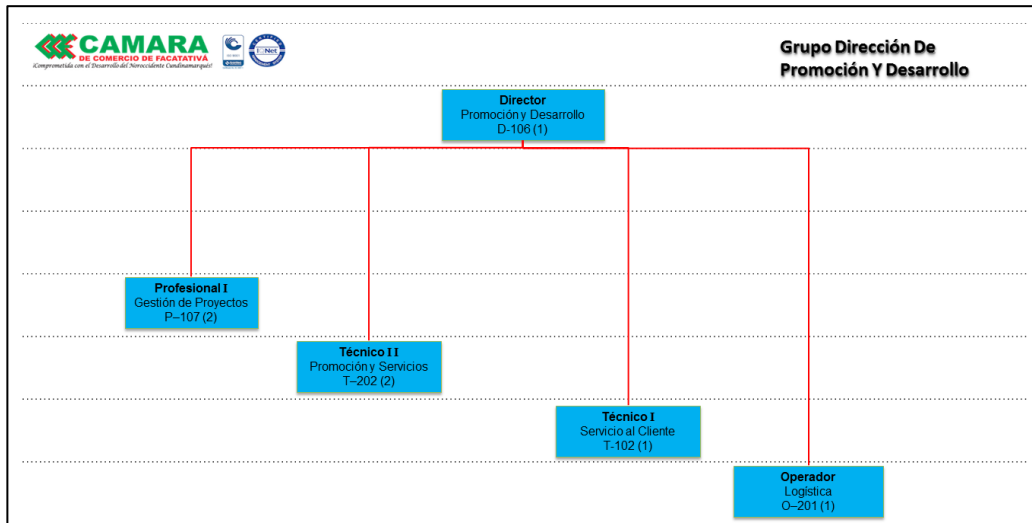 CAMARA
DE COMERCIO DE FACATATIVÁ
¡Comprometida con el Desarrollo del Noroccidente Cundinamarqués!
IQNet
Grupo Dirección De
Promoción Y Desarrollo
Director
Promoción y Desarrollo
D-106 (1)
Profesional I
Gestión de Proyectos
P–107 (2)
Técnico II
Promoción y Servicios
T–202 (2)
Técnico I
Servicio al Cliente
T-102 (1)
Operador
Logística
O–201 (1)